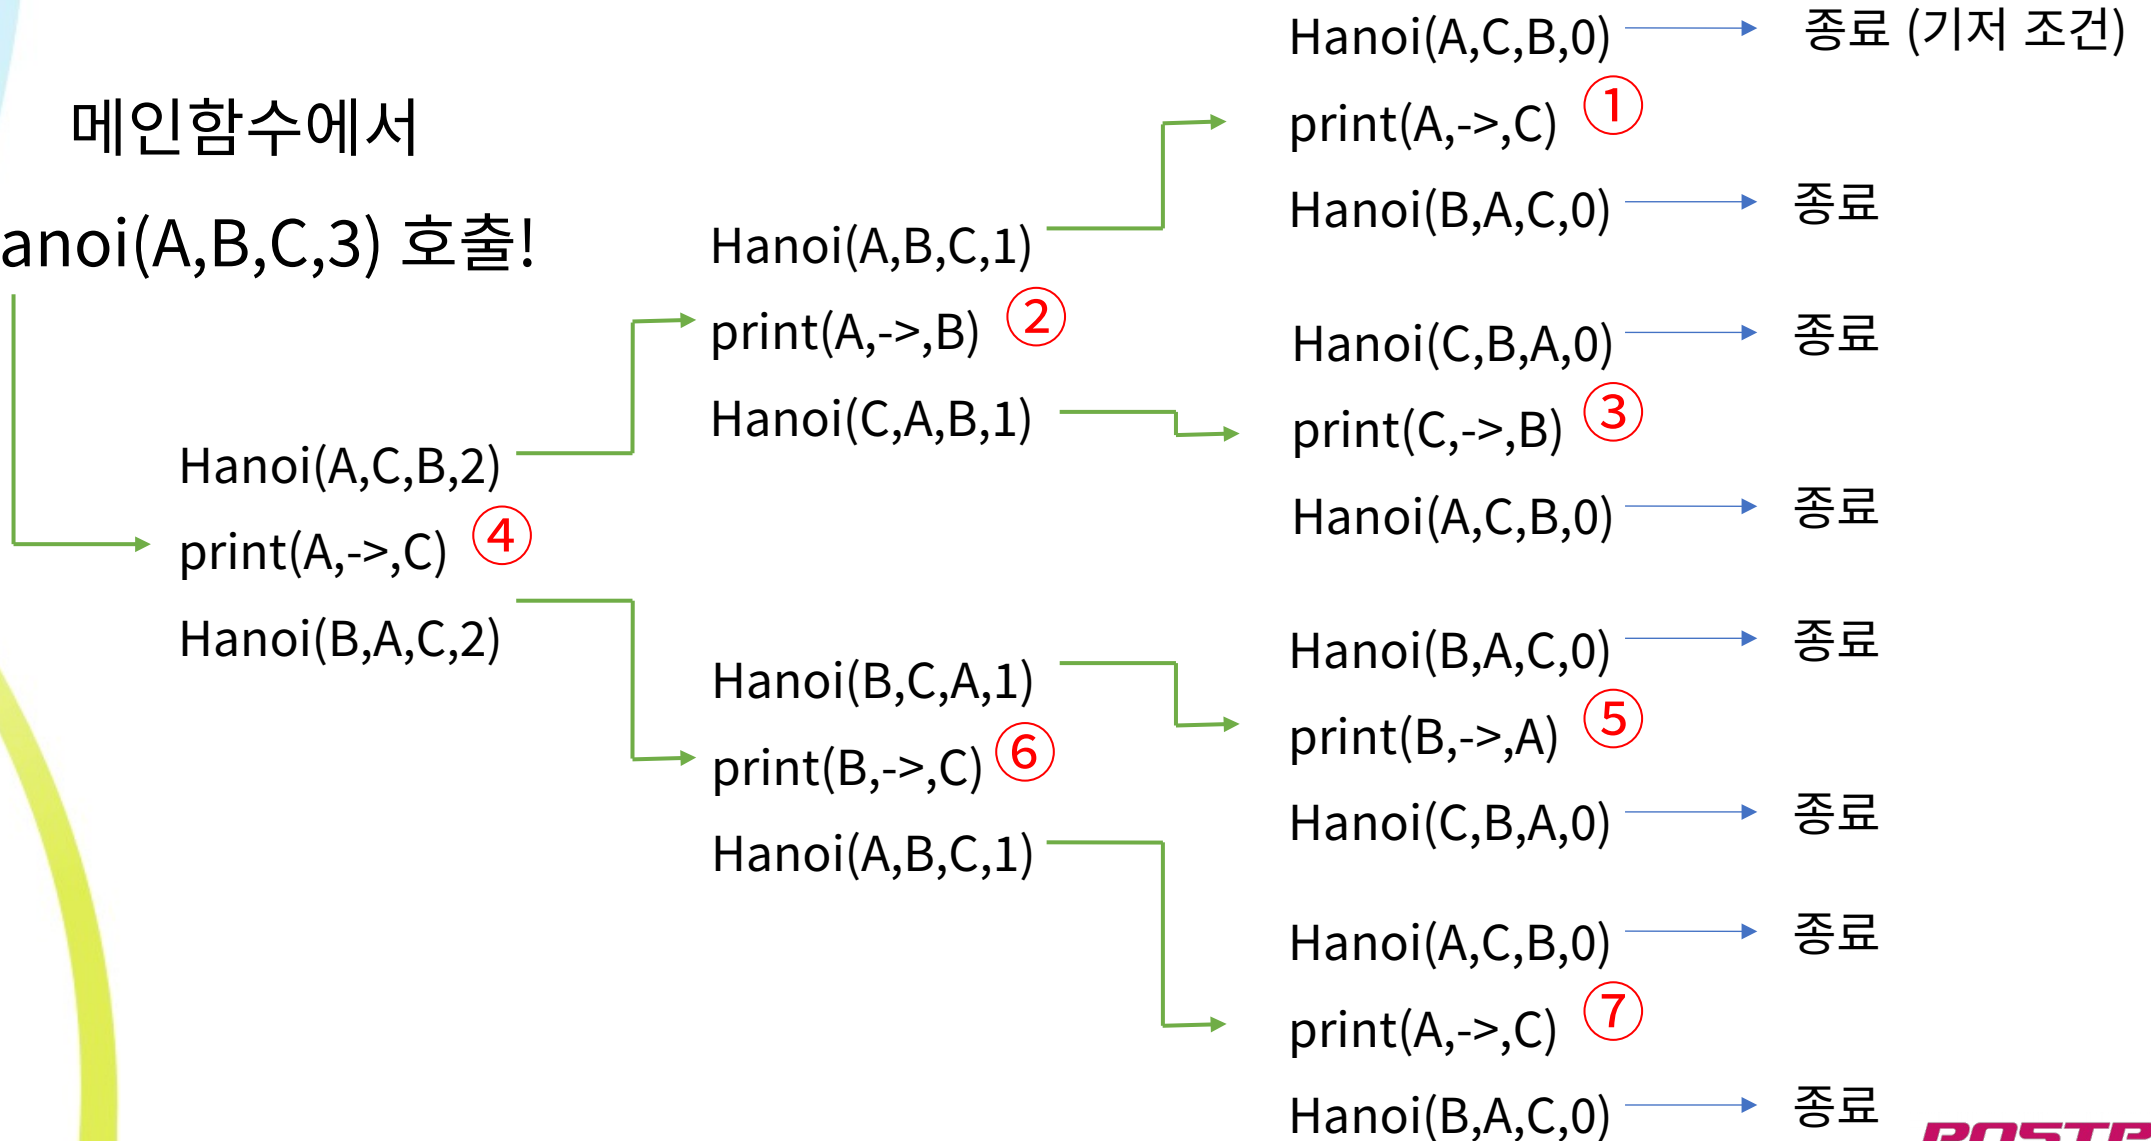 메인함수에서
anoi(A,B,C,3) 호출!
Hanoi(A,C,B,2)
print(A,->,C) ④
Hanoi(B,A,C,2)
Hanoi(A,B,C,1)
print(A,->,B) ②
Hanoi(C,A,B,1)
Hanoi(B,C,A,1)
print(B,->,C) ⑥
Hanoi(A,B,C,1)
Hanoi(A,C,B,0) 종료 (기저 조건)
print(A,->,C) ①
Hanoi(B,A,C,0) 종료
Hanoi(C,B,A,0) 종료
print(C,->,B) ③
Hanoi(A,C,B,0) 종료
Hanoi(B,A,C,0) 종료
print(B,->,A) ⑤
Hanoi(C,B,A,0) 종료
Hanoi(A,C,B,0) 종료
print(A,->,C) ⑦
Hanoi(B,A,C,0) 종료